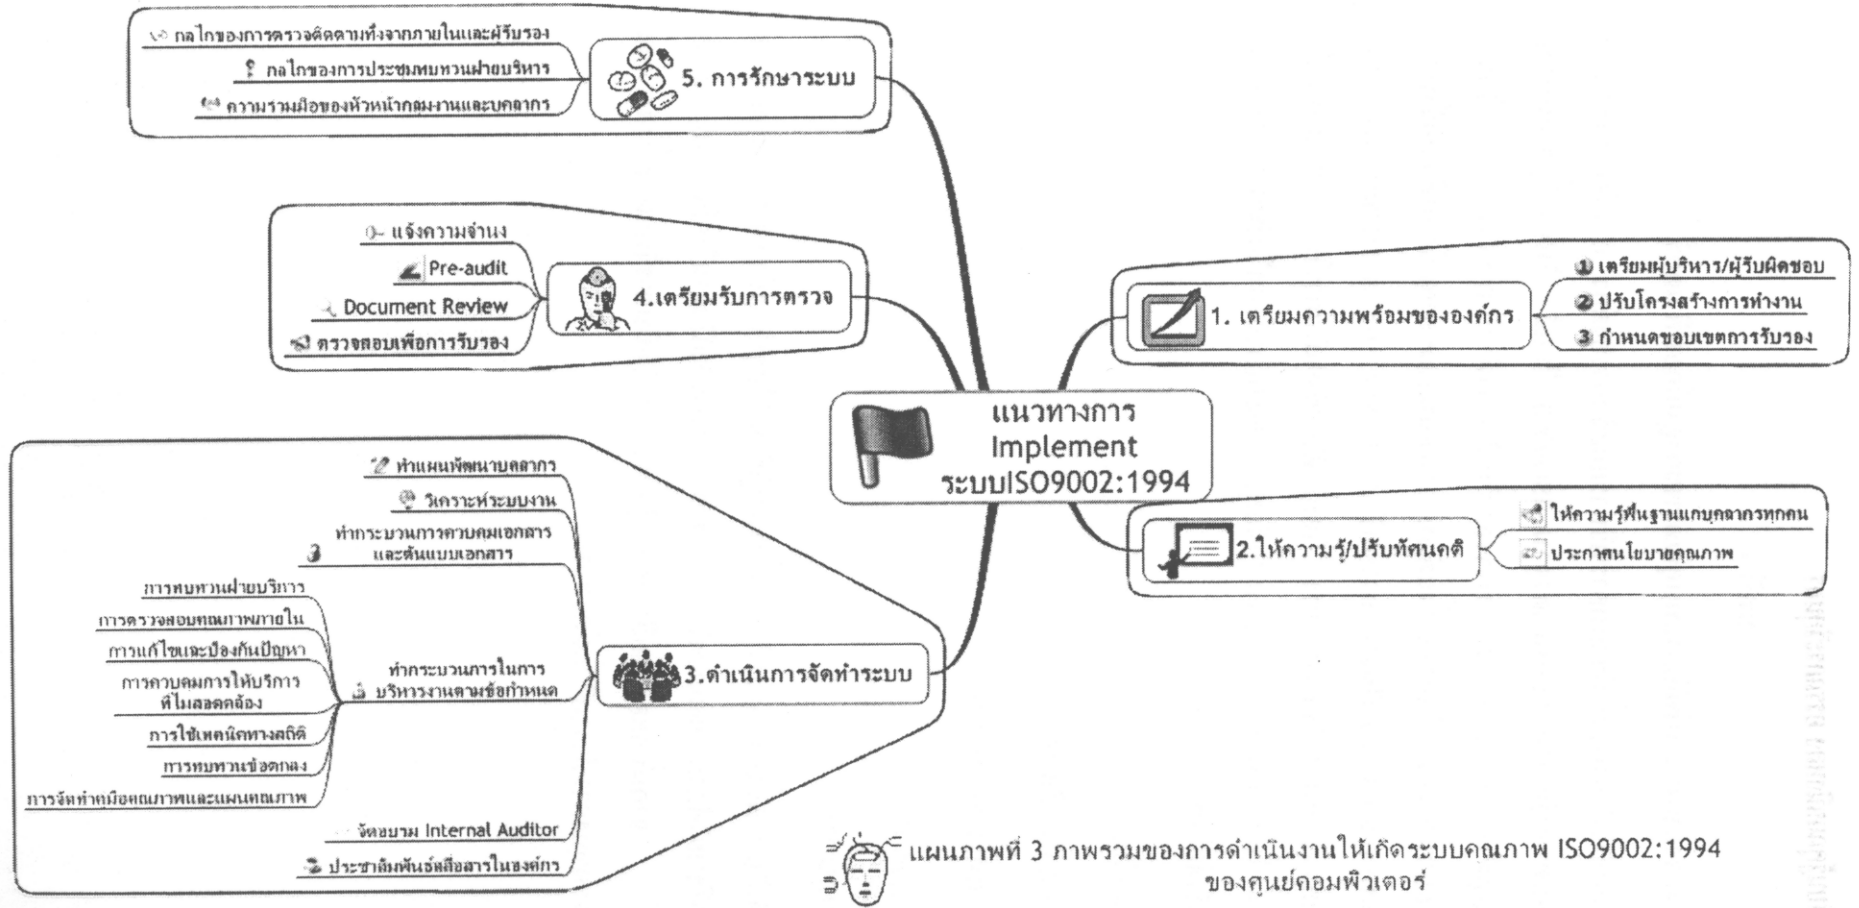 แนวทางการ
Implement
ระบบISO9002:1994
1. เตรียมความพร้อมขององค์กร
1 เตรียมผู้บริหาร/ผู้รับผิดชอบ
2 ปรับโครงสร้างการทำงาน
3 กำหนดขอบเขตการรับรอง
2.ให้ความรู้/ปรับทัศนคติ
ให้ความรู้พื้นฐานแก่บุคลากรทุกคน
ประกาศนโยบายคุณภาพ
3.ดำเนินการจัดทำระบบ
ทำแผนพัฒนาบุคลากร
วิเคราะห์ระบบงาน
ทำกระบวนการควบคุมเอกสาร
และต้นแบบเอกสาร
ทำกระบวนการในการ
บริหารงานตามข้อกำหนด
การทบทวนฝ่ายบริการ
การตรวจสอบคุณภาพภายใน
การแก้ไขและป้องกันปัญหา
การควบคุมการให้บริการ
ที่ไม่สอดคล้อง
การใช้เทคนิคทางสถิติ
การทบทวนข้อตกลง
การจัดทำคู่มือคุณภาพและแผนคุณภาพ
จัดอบรม Internal Auditor
ประชาสัมพันธ์สื่อสารในองค์กร
4.เตรียมรับการตรวจ
แจ้งความจำนง
Pre-audit
Document Review
ตรวจสอบเพื่อการรับรอง
5. การรักษาระบบ
กลไกของการตรวจติดตามทั้งจากภายในและผู้รับรอง
กลไกของการประชุมทบทวนฝ่ายบริหาร
ความร่วมมือของหัวหน้ากลุ่มงานและบุคลากร
แผนภาพที่ 3 ภาพรวมของการดำเนินงานให้เกิดระบบคุณภาพ ISO9002:1994
ของศูนย์คอมพิวเตอร์